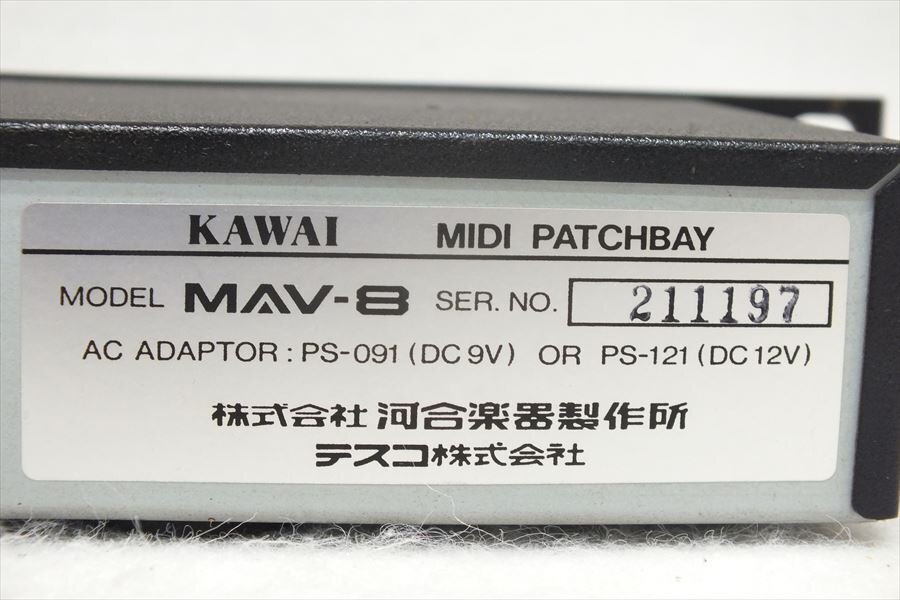 KAWAI MIDI PATCHBAY
MODEL MAV-8 SER. NO. 211197
AC ADAPTOR : PS-091 (DC 9V) OR PS-121 (DC 12V)
株式会社 河合楽器製作所
テスコ株式会社